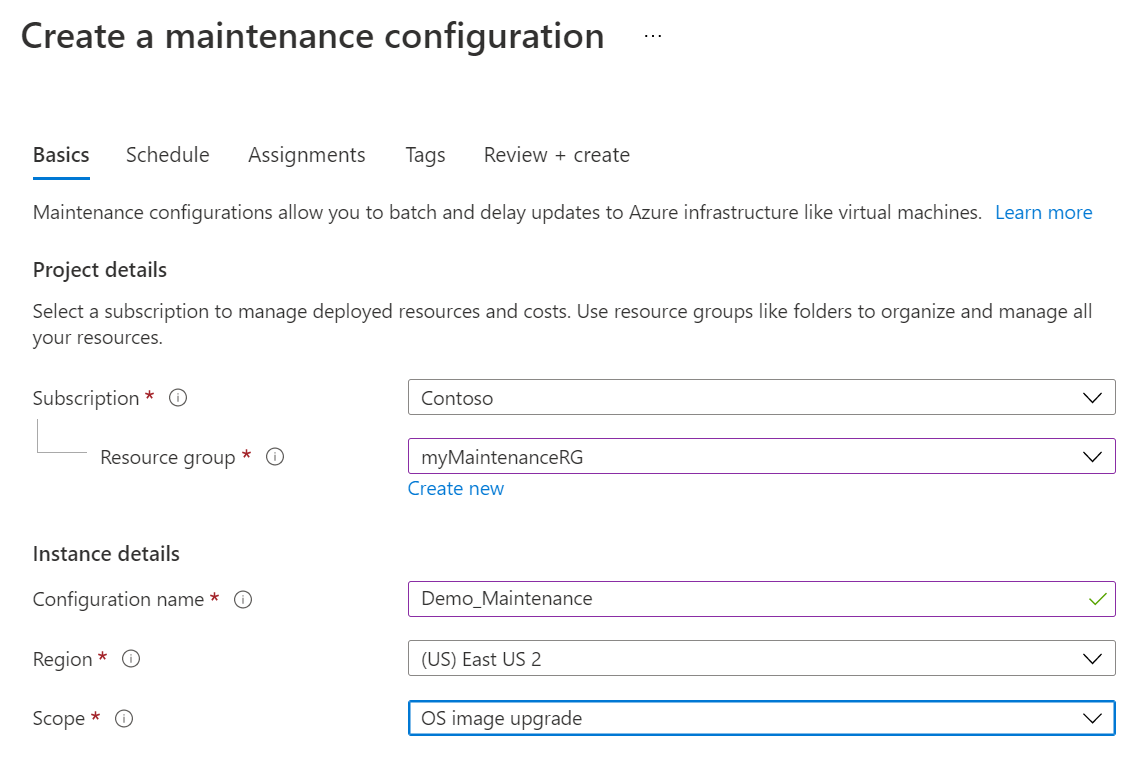 Create a maintenance configuration ...
Basics Schedule Assignments Tags Review + create
Maintenance configurations allow you to batch and delay updates to Azure infrastructure like virtual machines. Learn more
Project details
Select a subscription to manage deployed resources and costs. Use resource groups like folders to organize and manage all
your resources.
Subscription * Contoso
Resource group * myMaintenanceRG
Create new
Instance details
Configuration name * Demo_Maintenance
Region * (US) East US 2
Scope * OS image upgrade